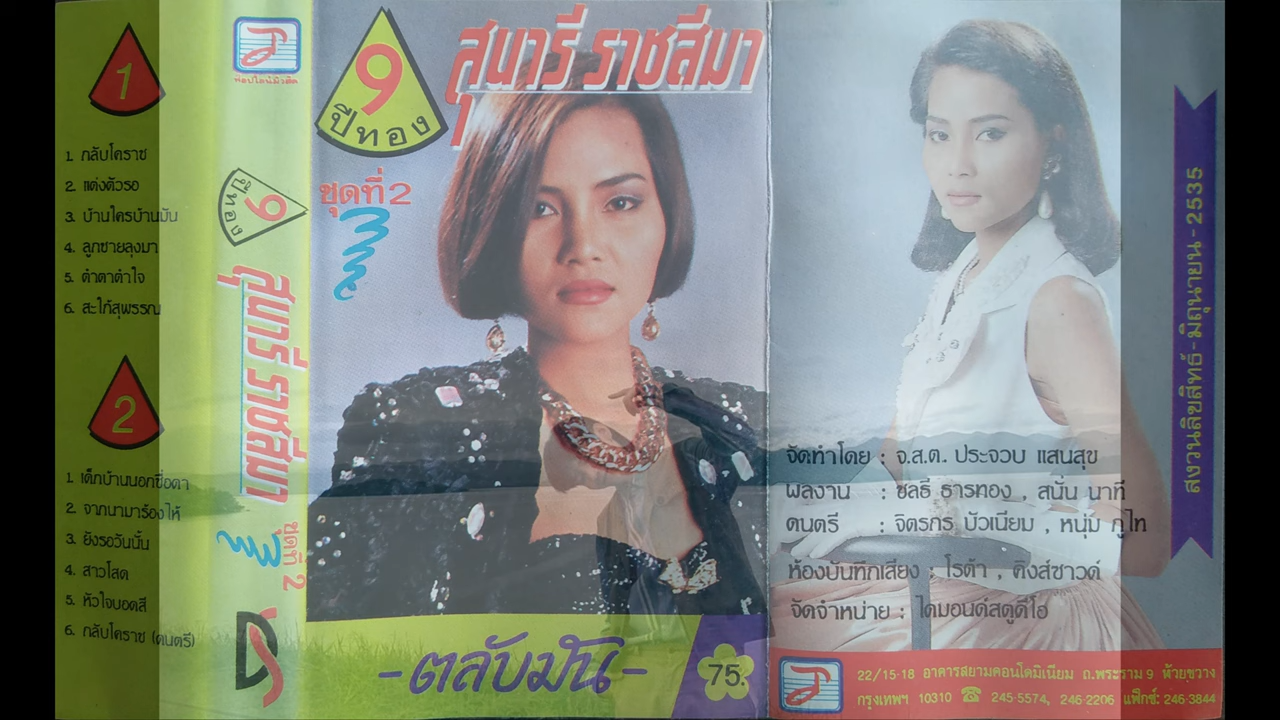 1
1. กลับโคราช
2. แต่งตัวรอ
3. บ้านใครบ้านมัน
4. ลูกชายลุงมา
5. ตำตาตำใจ
6. สะใภ้สุพรรณ
2
1. เด็กบ้านนอกชื่อดา
2. จากนามาร้องไห้
3. ยังรอวันนั้น
4. สาวโสด
5. หัวใจบอดสี
6. กลับโคราช (ดนตรี)
ท็อปไลน์มิวสิค
9
ปีทอง
สุนารี ราชสีมา
ชุดที่ 2
DS
9
ปีทอง
สุนารี ราชสีมา
ชุดที่ 2
-ตลับมัน-
75.
จัดทำโดย : จ.ส.ต. ประจวบ แสนสุข
ผลงาน : ชลธี ธารทอง , สนั่น นาที
ดนตรี : จิตรกร บัวเนียม , หนุ่ม ภูไท
ห้องบันทึกเสียง : โรต้า , คิงส์ซาวด์
จัดจำหน่าย : ไดมอนด์สตูดิโอ
22/15-18 อาคารสยามคอนโดมิเนียม ถ.พระราม 9 ห้วยขวาง
กรุงเทพฯ 10310 ☎ 245-5574, 246-2206 แฟ็กซ์: 246-3844
สงวนลิขสิทธิ์-มิถุนายน-2535